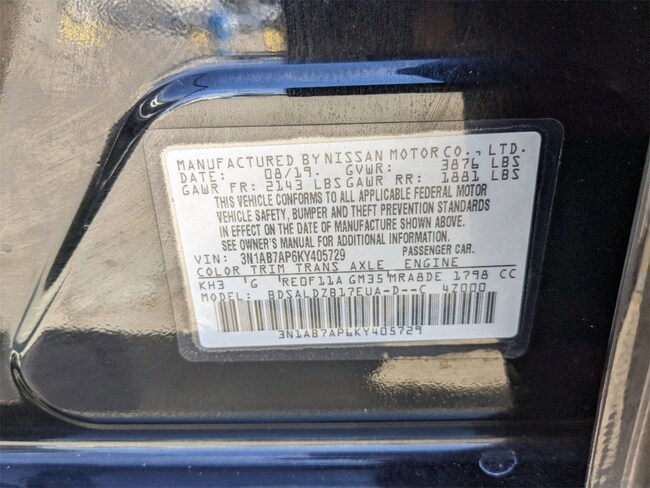 MANUFACTURED BY NISSAN MOTOR CO., LTD.
DATE: 08/19. GVWR: 3876 LBS
GAWR FR: 2143 LBS GAWR RR: 1881 LBS
THIS VEHICLE CONFORMS TO ALL APPLICABLE FEDERAL MOTOR
VEHICLE SAFETY, BUMPER AND THEFT PREVENTION STANDARDS
IN EFFECT ON THE DATE OF MANUFACTURE SHOWN ABOVE.
SEE OWNER'S MANUAL FOR ADDITIONAL INFORMATION.
VIN: 3N1AB7AP6KY405729 PASSENGER CAR.
COLOR TRIM TRANS AXLE ENGINE
KH3 G RE0F11A GM35 MRA8DE 1798 CC
MODEL: BDSALDZB17EUA-D--C 4Z000
3N1AB7AP6KY405729